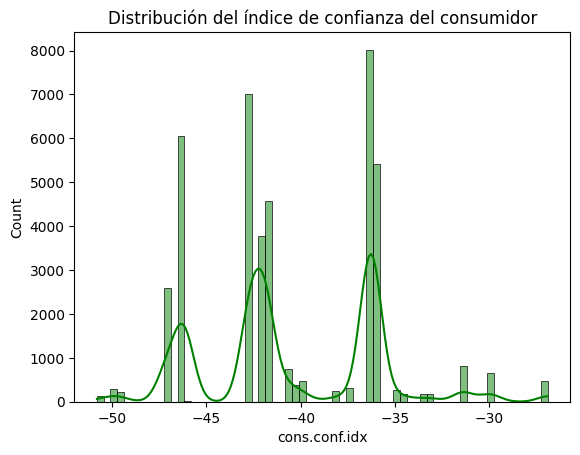 Distribución del índice de confianza del consumidor
8000
7000
6000
5000
4000
3000
2000
1000
0
Count
−50 −45 −40 −35 −30
cons.conf.idx